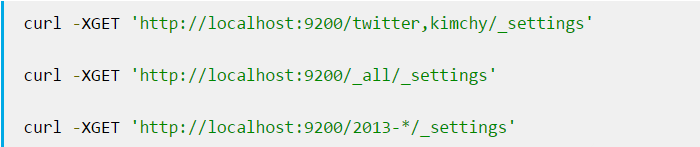 curl -XGET 'http://localhost:9200/twitter,kimchy/_settings'
curl -XGET 'http://localhost:9200/_all/_settings'
curl -XGET 'http://localhost:9200/2013-*/_settings'